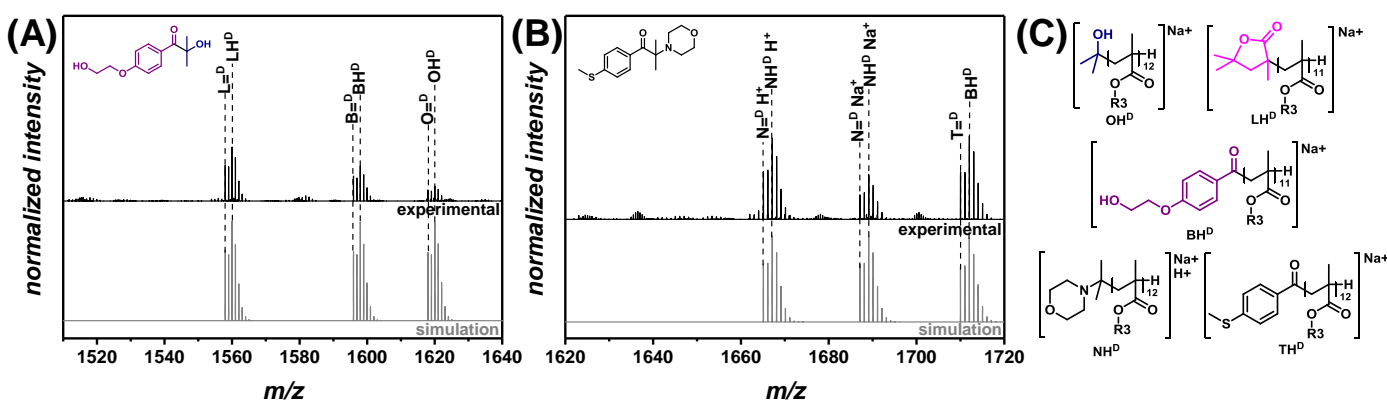 (A)
normalized intensity
O
OH
HO
O
L=ᴰ
LHᴰ
B=ᴰ
BHᴰ
O=ᴰ
OHᴰ
experimental
simulation
1520 1540 1560 1580 1600 1620 1640
m/z
(B)
normalized intensity
O
N
O
S
N=ᴰ H⁺
NHᴰ H⁺
N=ᴰ Na⁺
NHᴰ Na⁺
T=ᴰ
BHᴰ
experimental
simulation
1620 1640 1660 1680 1700 1720
m/z
(C)
OH
H
12
O
O
R3
Na+
OHᴰ
O
O
H
11
O
O
R3
Na+
LHᴰ
O
HO
O
H
11
O
O
R3
Na+
BHᴰ
O
N
H
12
O
O
R3
Na+
H+
NHᴰ
O
S
H
12
O
O
R3
Na+
THᴰ